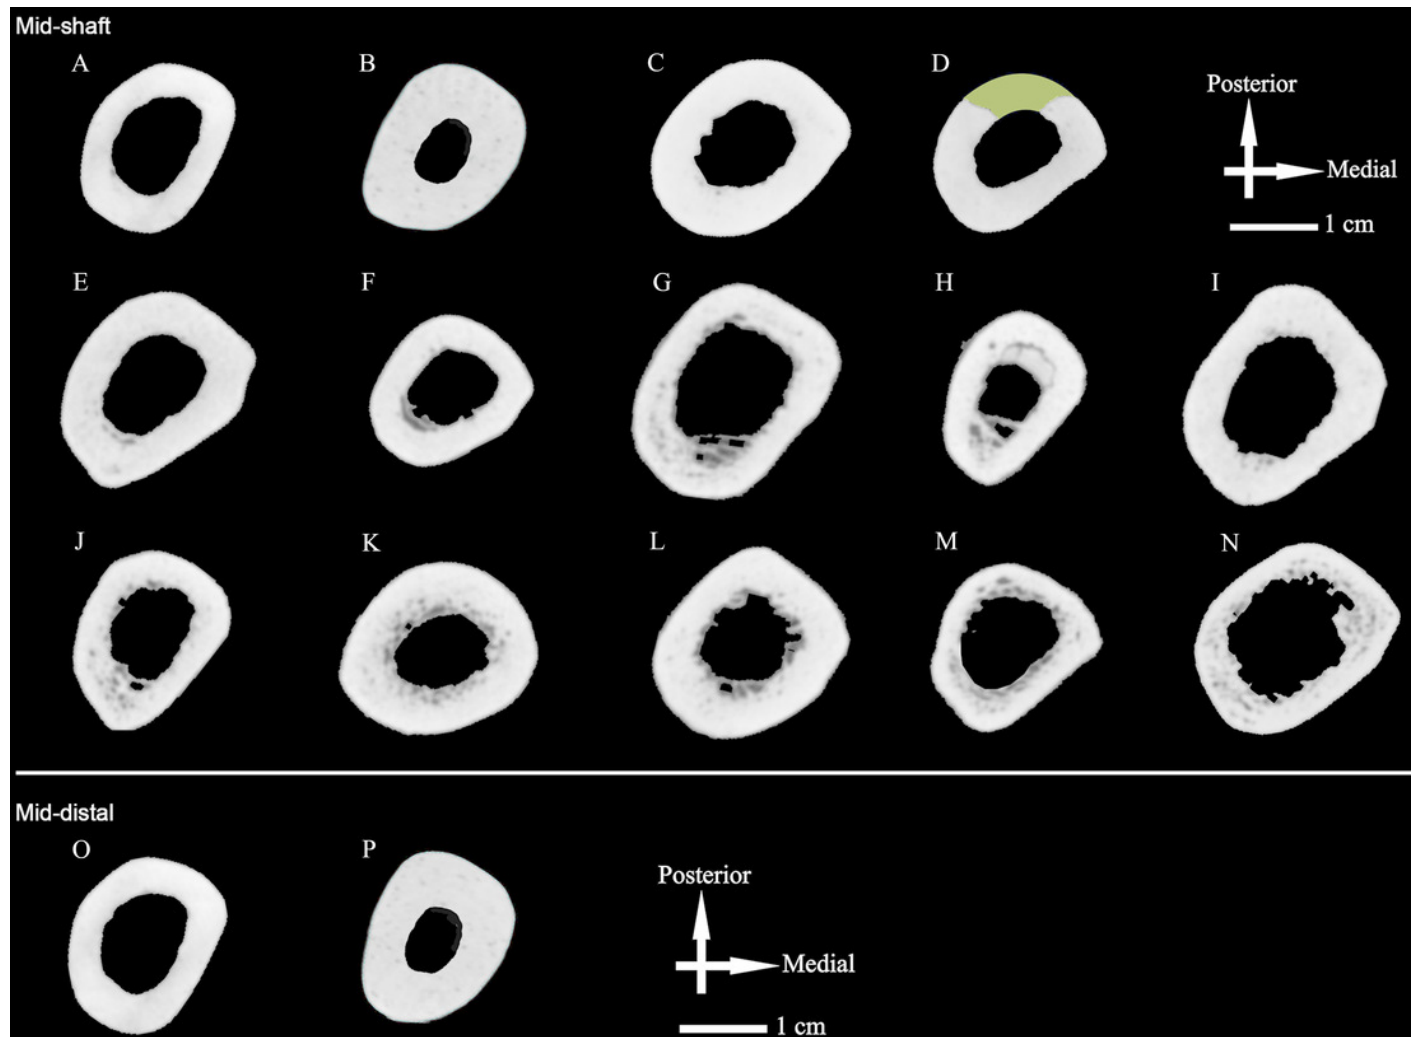 Mid-shaft
A B C D
Posterior
Medial
1 cm
E F G H I
J K L M N
Mid-distal
O P
Posterior
Medial
1 cm